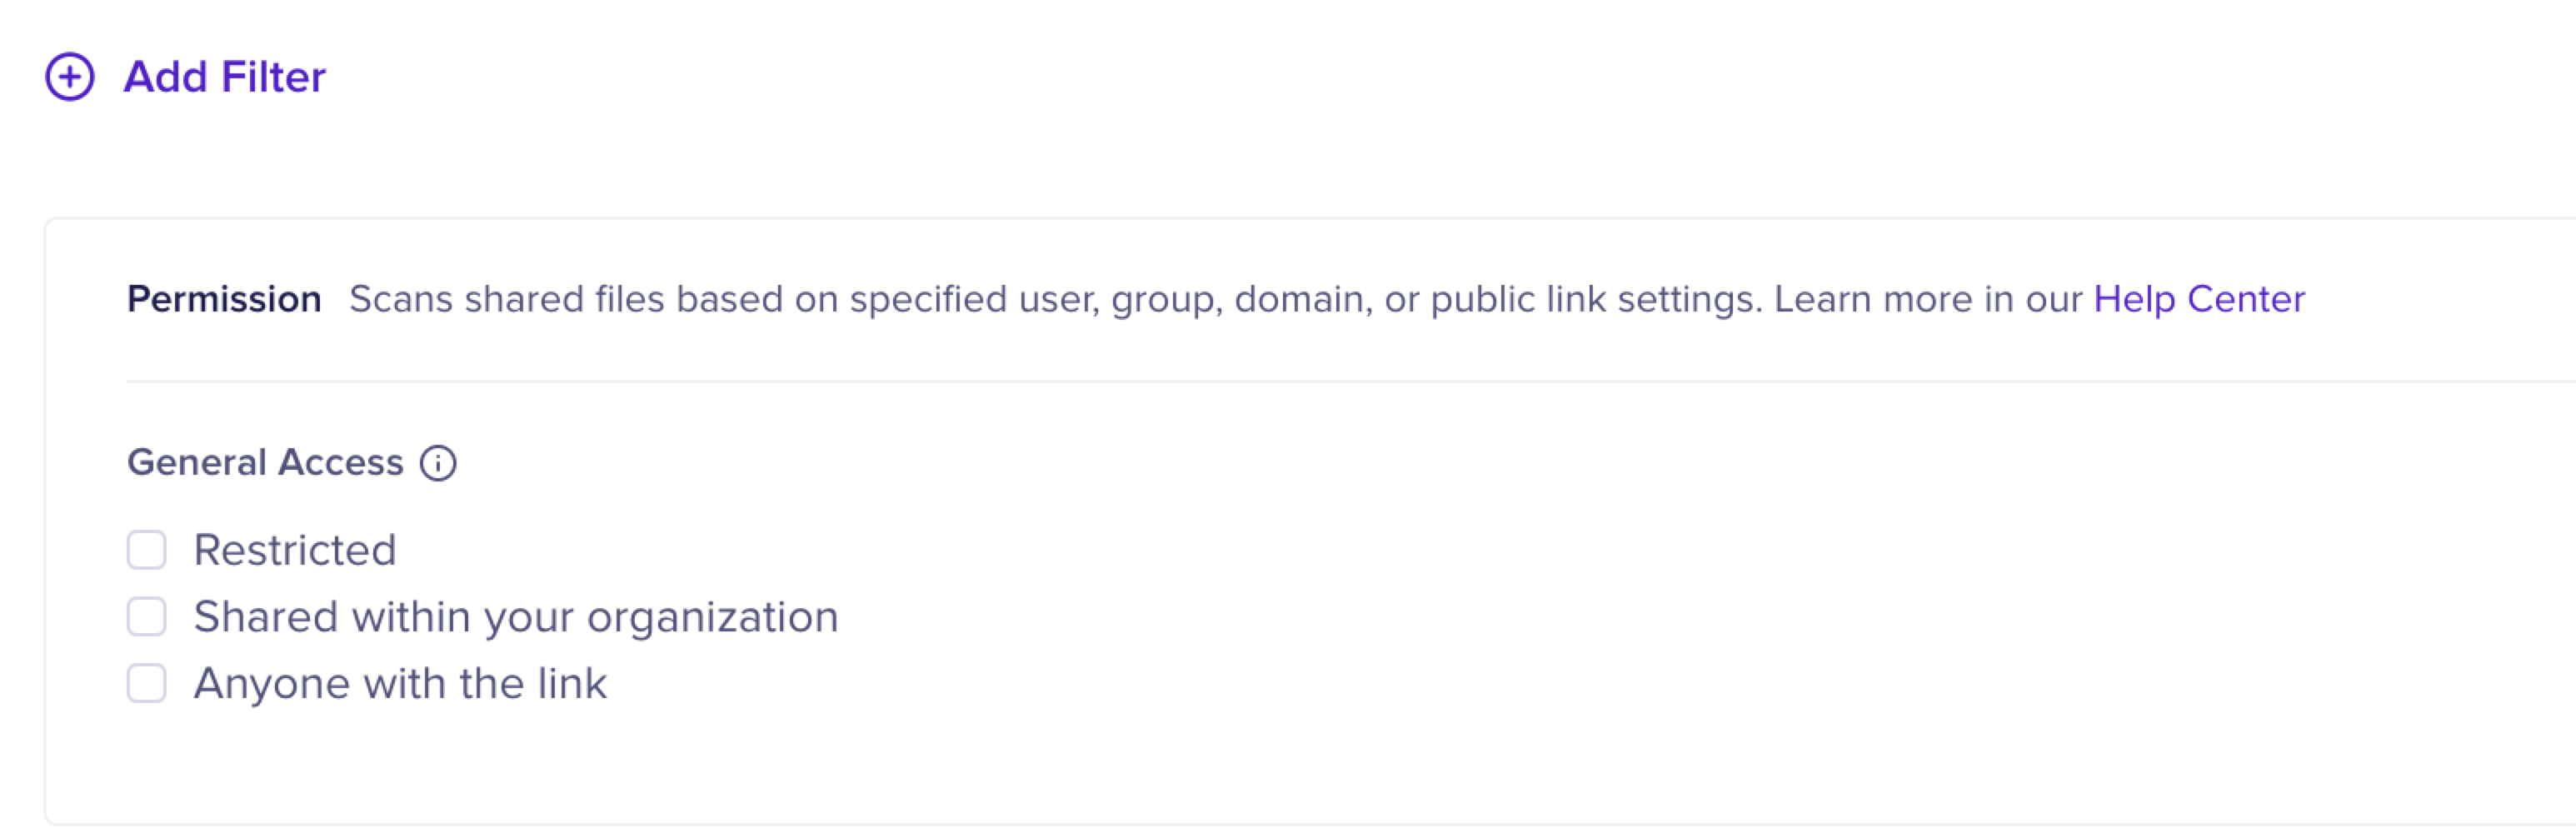 Add Filter
Permission Scans shared files based on specified user, group, domain, or public link settings. Learn more in our Help Center
General Access
Restricted
Shared within your organization
Anyone with the link